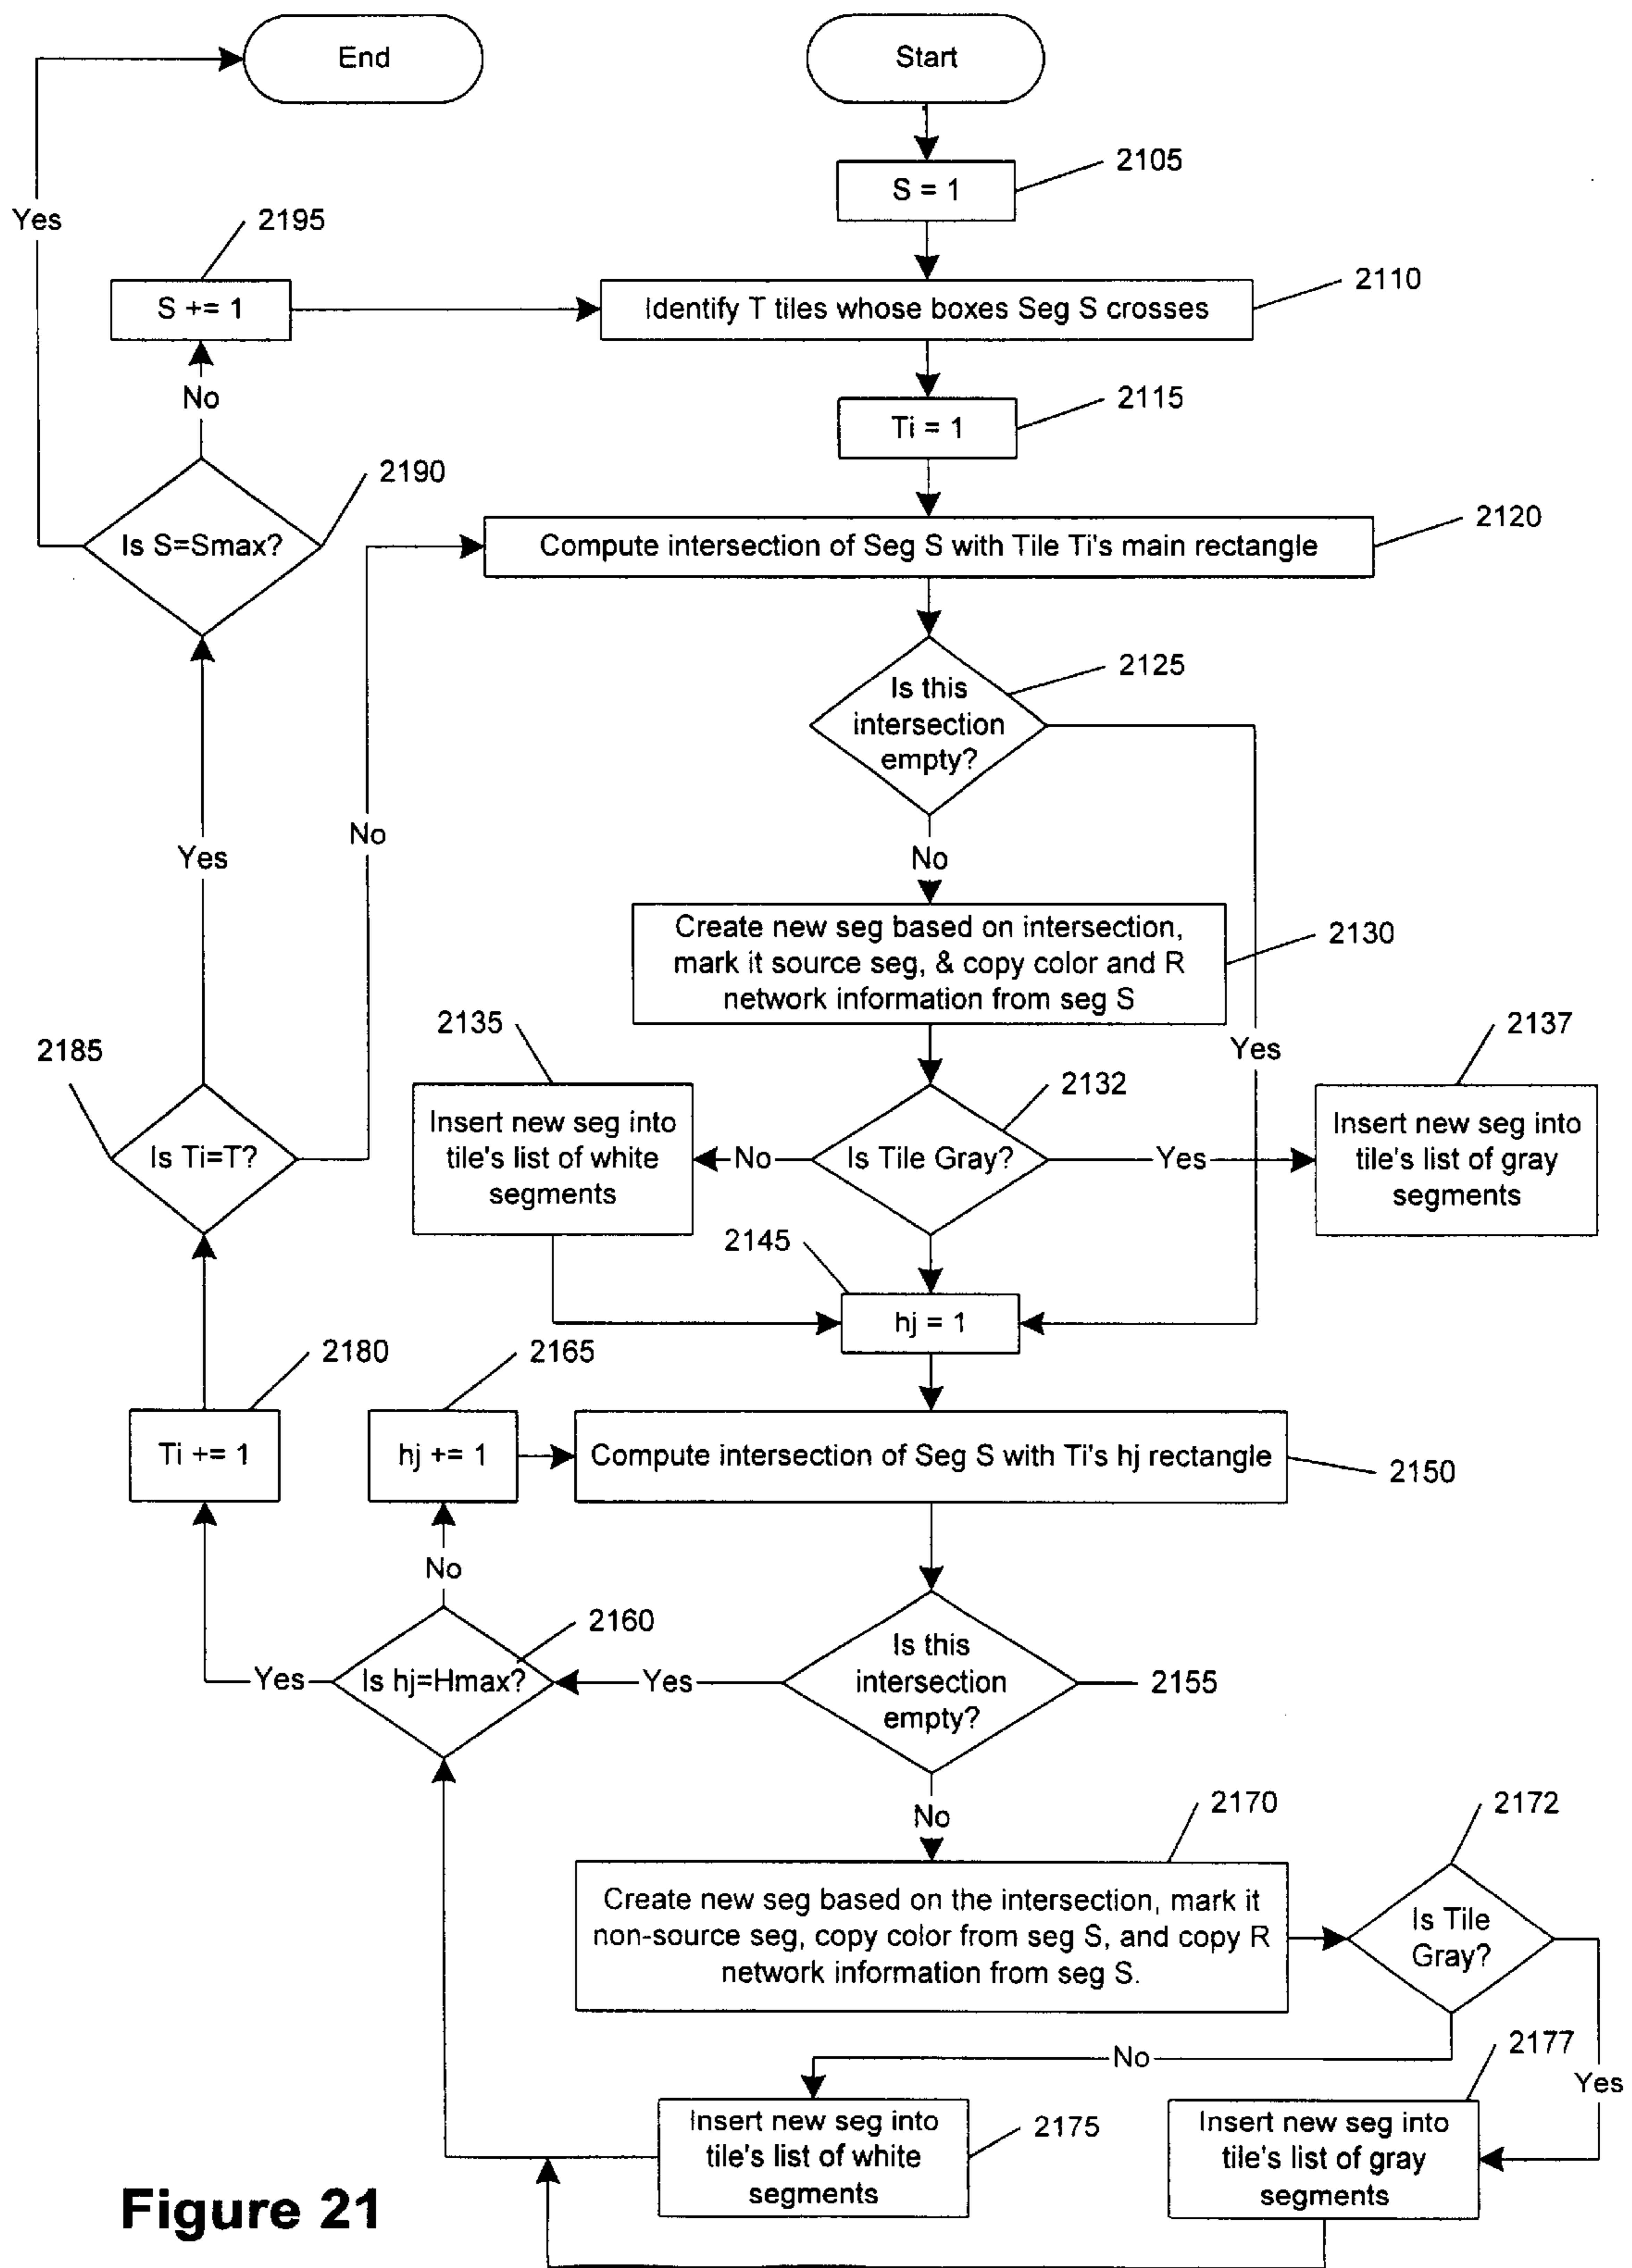 End
Start
2105
S = 1
Yes
2195
S += 1
2110
Identify T tiles whose boxes Seg S crosses
No
2115
Ti = 1
2190
Is S=Smax?
2120
Compute intersection of Seg S with Tile Ti's main rectangle
2125
Is this
intersection
empty?
No
Yes
No
Create new seg based on intersection,
mark it source seg, & copy color and R
network information from seg S
2130
2135
Yes
2137
2185
2132
Insert new seg into
tile's list of white
segments
No
Is Tile Gray?
Yes
Insert new seg into
tile's list of gray
segments
Is Ti=T?
2145
hj = 1
2180
2165
Ti += 1
hj += 1
Compute intersection of Seg S with Ti's hj rectangle
2150
No
2160
Is this
intersection
empty?
Yes
Is hj=Hmax?
Yes
2155
No
2170
2172
Create new seg based on the intersection, mark it
non-source seg, copy color from seg S, and copy R
network information from seg S.
Is Tile
Gray?
No
2177
Yes
Insert new seg into
tile's list of white
segments
2175
Insert new seg into
tile's list of gray
segments
Figure 21